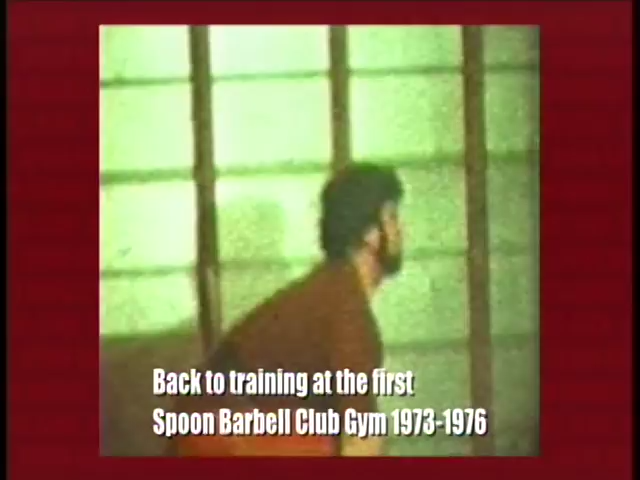 Back to training at the first
Spoon Barbell Club Gym 1973-1976